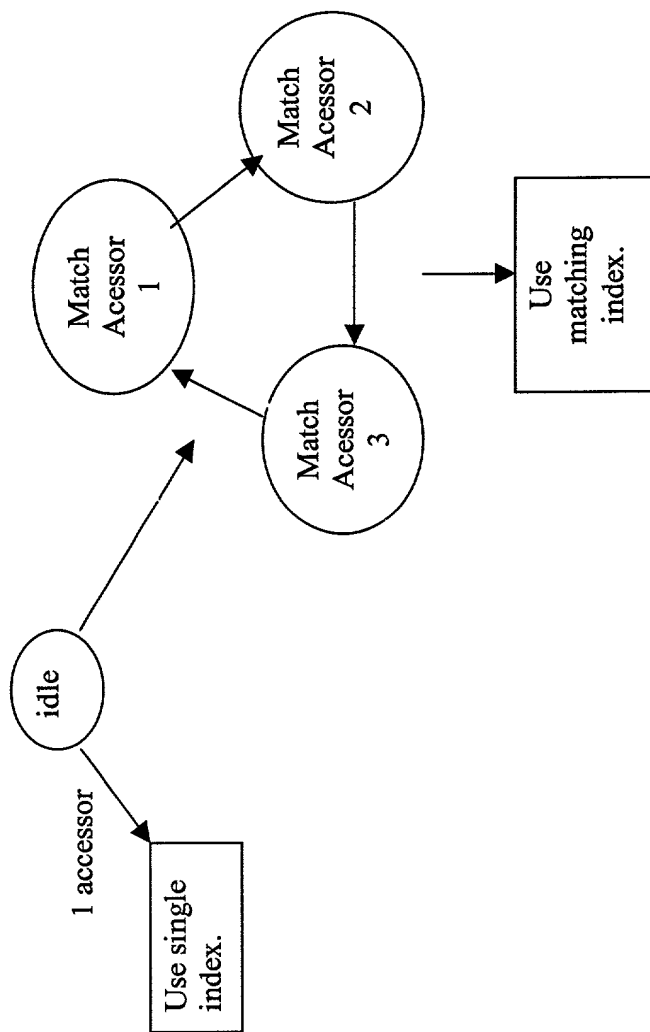 idle
1 accessor
Use single
index.
Match
Acessor
1
Match
Acessor
2
Match
Acessor
3
Use
matching
index.